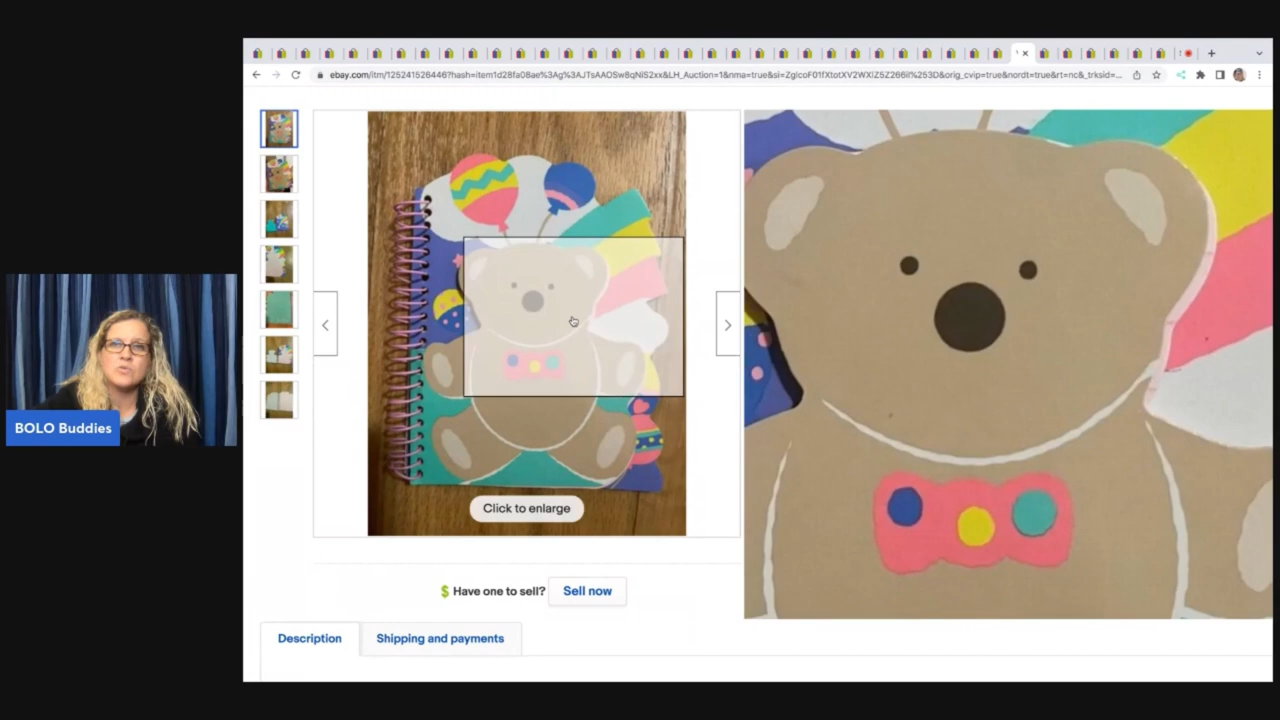 ebay.com/itm/125241526446?hash=item1d28fa08ae%3Ag%3AJTsAAOSw8qNiS2xx&LH_Auction=1&nma=true&si=ZgIcoF01fXtotXV2WXIZ5Z266iI%253D&orig_cvip=true&nordt=true&rt=nc&_trksid=...
BOLO Buddies
Click to enlarge
$ Have one to sell? Sell now
Description Shipping and payments